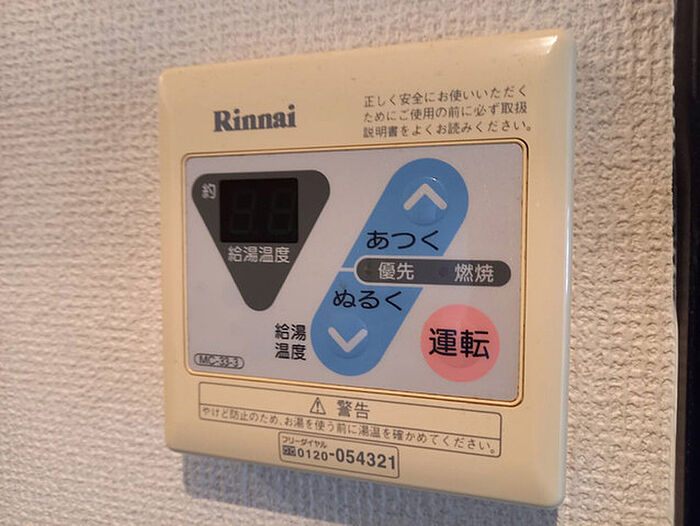 Rinnai
正しく安全にお使いいただく
ためにご使用の前に必ず取扱
説明書をよくお読みください。
約
給湯温度
あつく
優先 燃焼
ぬるく
給湯
温度
運転
MC-33-3
⚠ 警告
やけど防止のため、お湯を使う前に湯温を確かめてください。
フリーダイヤル
0120-054321